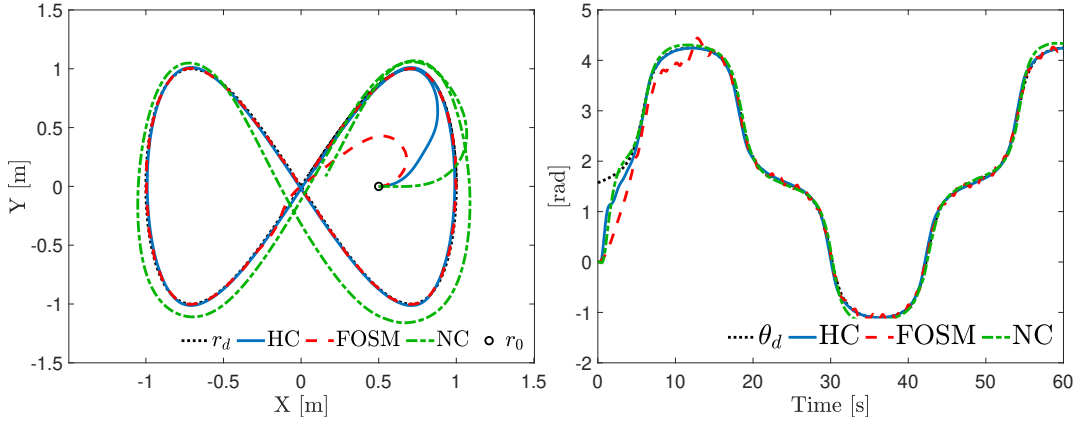 1.5
1
0.5
0
-0.5
-1
-1.5
Y [m]
r_d HC FOSM NC r_0
-1 -0.5 0 0.5 1 1.5
X [m]
5
4
3
2
1
0
-1
-2
[rad]
θ_d HC FOSM NC
0 10 20 30 40 50 60
Time [s]